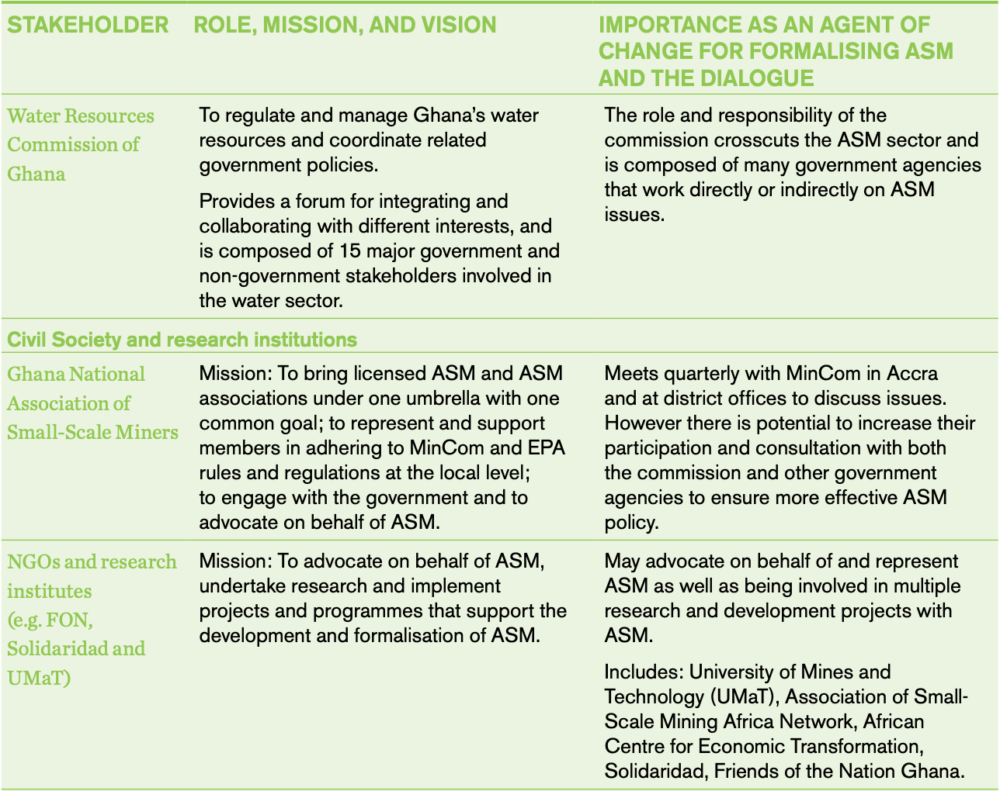 STAKEHOLDER
ROLE, MISSION, AND VISION
IMPORTANCE AS AN AGENT OF
CHANGE FOR FORMALISING ASM
AND THE DIALOGUE
Water Resources
Commission of
Ghana
To regulate and manage Ghana’s water
resources and coordinate related
government policies.
Provides a forum for integrating and
collaborating with different interests, and
is composed of 15 major government and
non-government stakeholders involved in
the water sector.
The role and responsibility of the
commission crosscuts the ASM sector and
is composed of many government agencies
that work directly or indirectly on ASM
issues.
Civil Society and research institutions
Ghana National
Association of
Small-Scale Miners
Mission: To bring licensed ASM and ASM
associations under one umbrella with one
common goal; to represent and support
members in adhering to MinCom and EPA
rules and regulations at the local level;
to engage with the government and to
advocate on behalf of ASM.
Meets quarterly with MinCom in Accra
and at district offices to discuss issues.
However there is potential to increase their
participation and consultation with both
the commission and other government
agencies to ensure more effective ASM
policy.
NGOs and research
institutes
(e.g. FON,
Solidaridad and
UMaT)
Mission: To advocate on behalf of ASM,
undertake research and implement
projects and programmes that support the
development and formalisation of ASM.
May advocate on behalf of and represent
ASM as well as being involved in multiple
research and development projects with
ASM.
Includes: University of Mines and
Technology (UMaT), Association of Small-
Scale Mining Africa Network, African
Centre for Economic Transformation,
Solidaridad, Friends of the Nation Ghana.